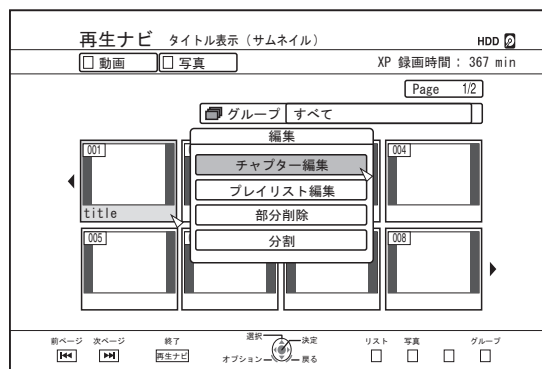 再生ナビ タイトル表示（サムネイル） HDD
動画 写真 XP 録画時間： 367 min
Page 1/2
グループ すべて
編集
001 004
チャプター編集
プレイリスト編集
title 部分削除
005 分割 008
前ページ 次ページ 終了 選択 決定 リスト 写真 グループ
再生ナビ オプション 戻る